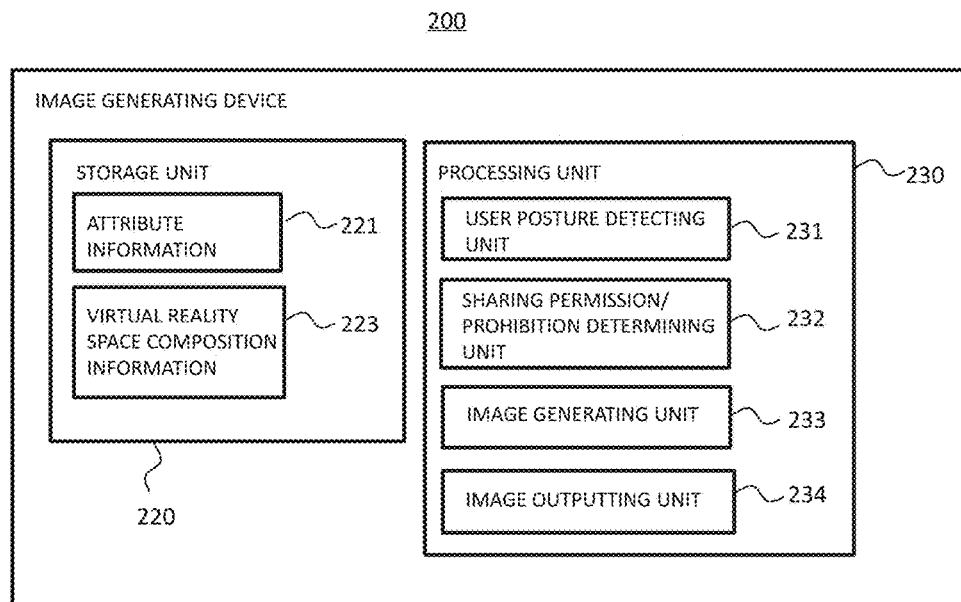 200
IMAGE GENERATING DEVICE
STORAGE UNIT
ATTRIBUTE
INFORMATION
221
VIRTUAL REALITY
SPACE COMPOSITION
INFORMATION
223
220
PROCESSING UNIT
230
USER POSTURE DETECTING
UNIT
231
SHARING PERMISSION/
PROHIBITION DETERMINING
UNIT
232
IMAGE GENERATING UNIT
233
IMAGE OUTPUTTING UNIT
234